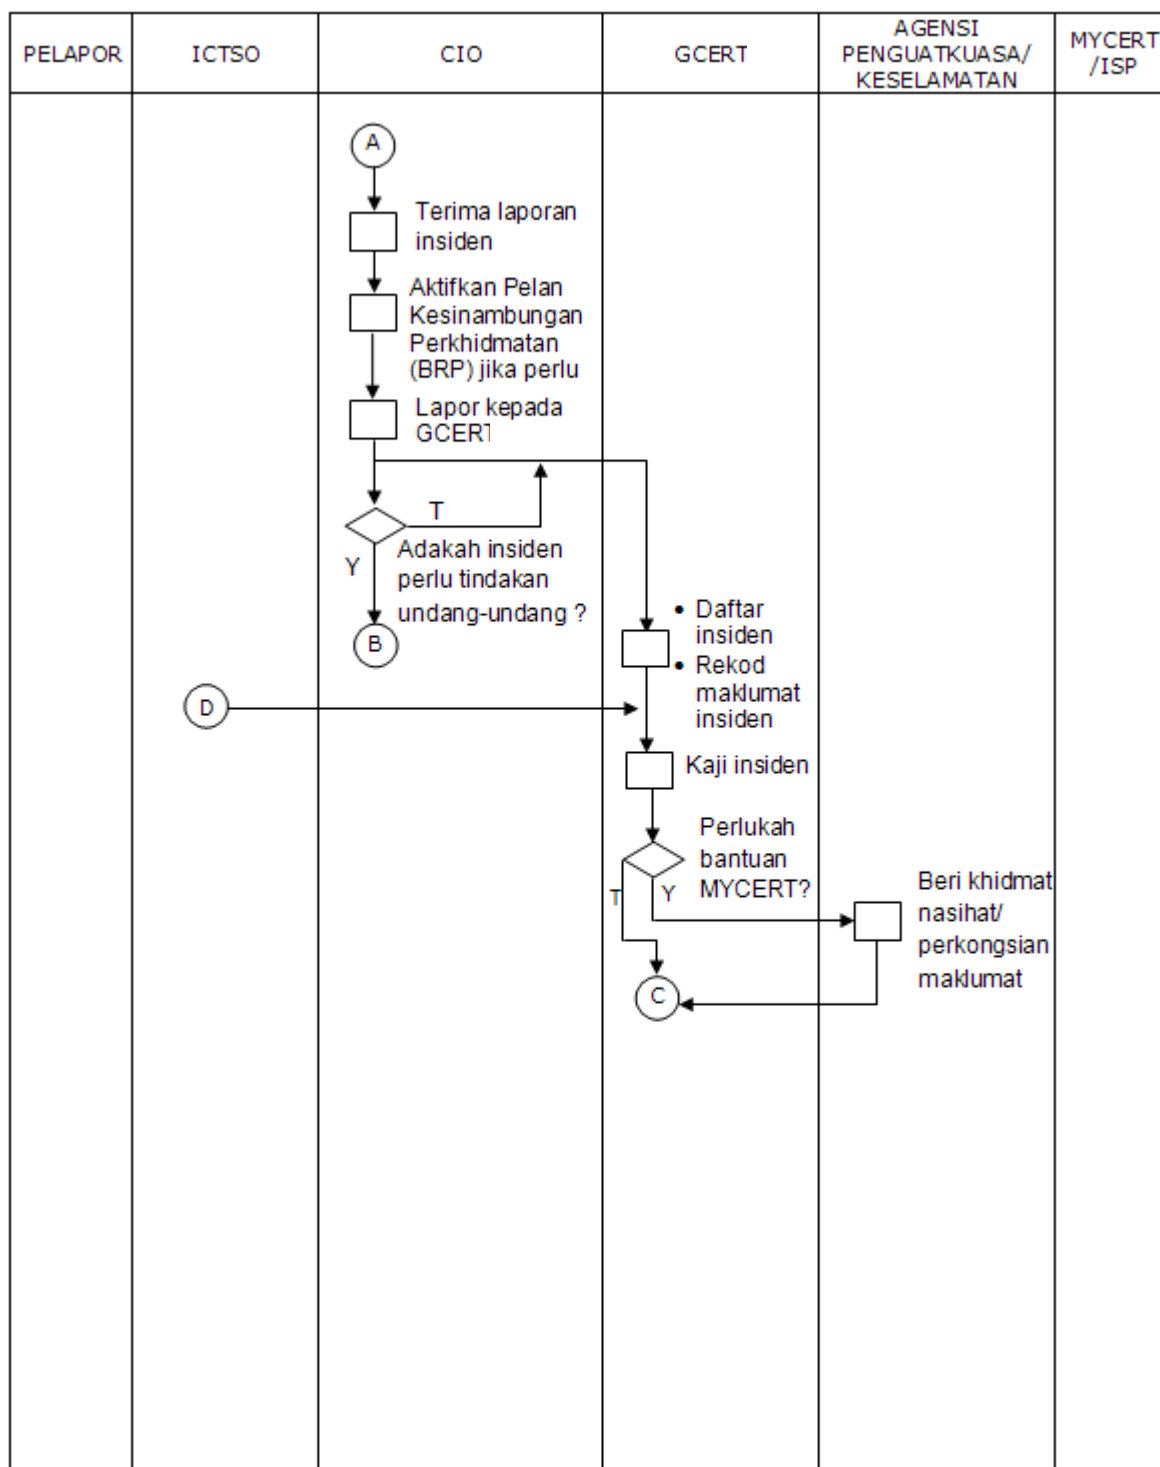 PELAPOR
ICTSO
CIO
GCERT
AGENSI
PENGUATKUASA/
KESELAMATAN
MYCERT
/ISP
A
Terima laporan
insiden
Aktifkan Pelan
Kesinambungan
Perkhidmatan
(BRP) jika perlu
Lapor kepada
GCERT
T
Y
Adakah insiden
perlu tindakan
undang-undang ?
B
• Daftar
insiden
• Rekod
maklumat
insiden
D
Kaji insiden
Perlukah
bantuan
MYCERT?
T
Y
Beri khidmat
nasihat/
perkongsian
maklumat
C